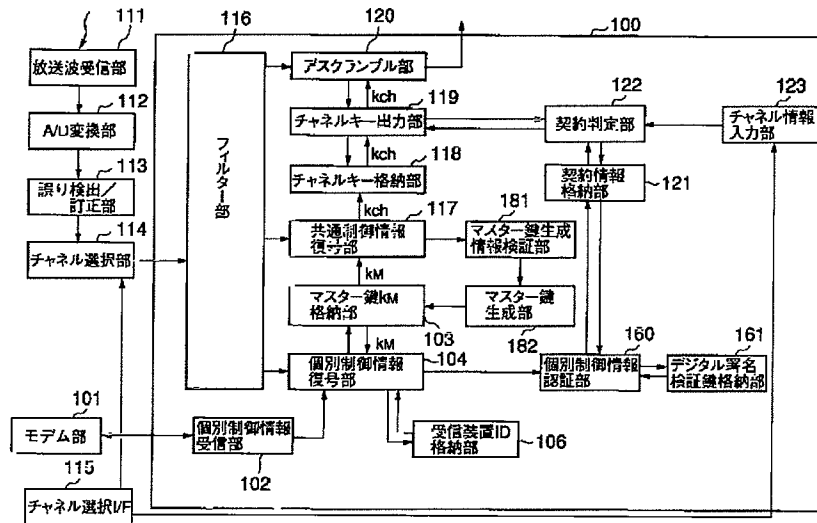 111
放送波受信部
112
A/D変換部
113
誤り検出/
訂正部
114
チャネル選択部
116
フィルター部
100
120
デスクランブル部
kch
119
チャネルキー出力部
kch
118
チャネルキー格納部
kch
117
共通制御情報
復号部
181
マスター鍵生成
情報検証部
kM
マスター鍵kM
格納部
103
マスター鍵
生成部
182
kM
104
個別制御情報
復号部
122
契約判定部
123
チャネル情報
入力部
契約情報
格納部
121
160
個別制御情報
認証部
161
デジタル署名
検証鍵格納部
101
モデム部
個別制御情報
受信部
102
受信装置ID
格納部
106
115
チャネル選択I/F